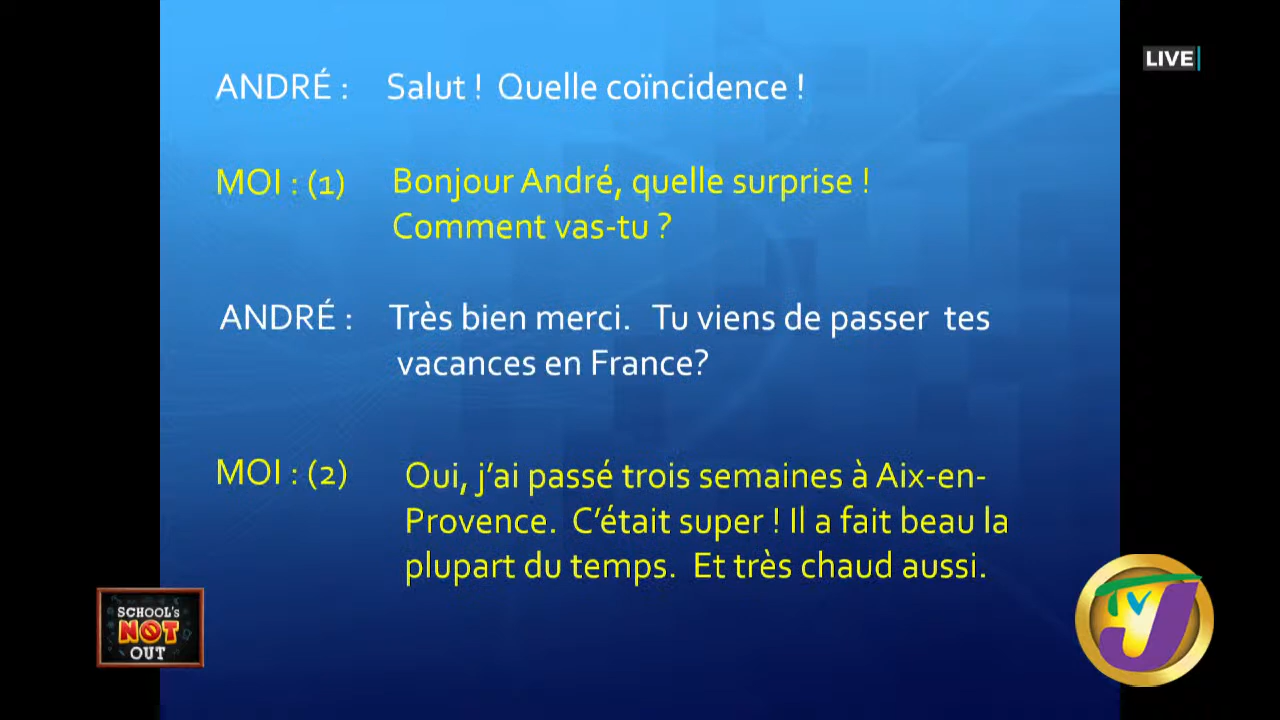 LIVE
ANDRÉ : Salut ! Quelle coïncidence !
MOI : (1) Bonjour André, quelle surprise !
Comment vas-tu ?
ANDRÉ : Très bien merci. Tu viens de passer tes
vacances en France?
MOI : (2) Oui, j’ai passé trois semaines à Aix-en-
Provence. C’était super ! Il a fait beau la
plupart du temps. Et très chaud aussi.
SCHOOL's
NOT
OUT
TVJ